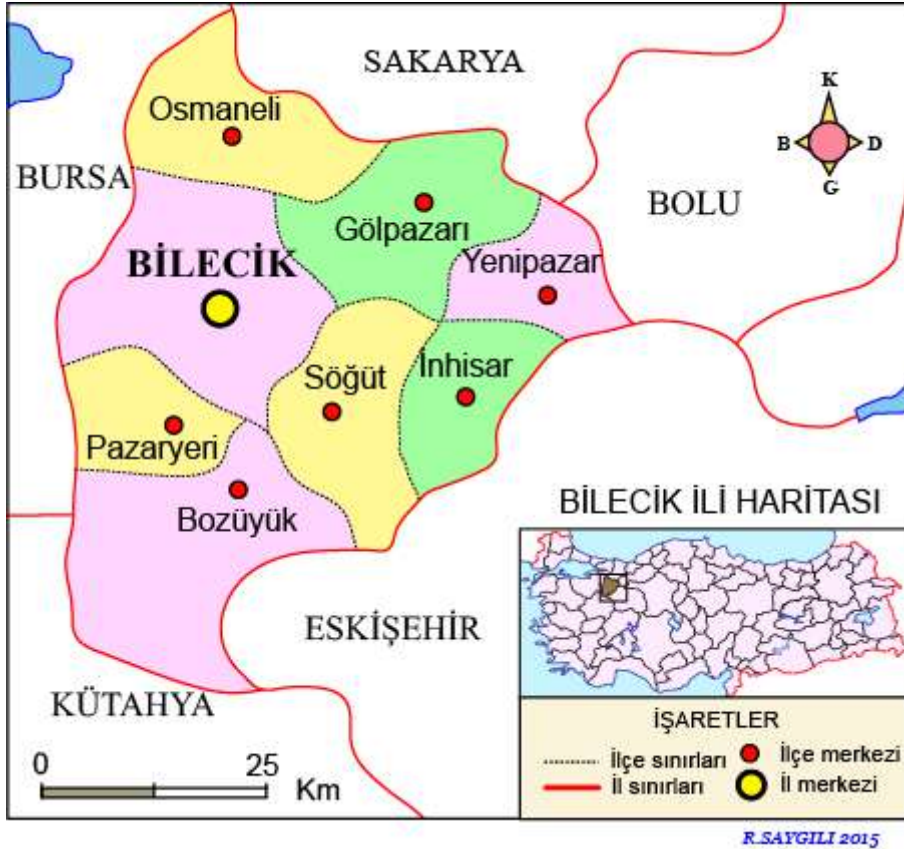 SAKARYA
K
Osmaneli
B D
BURSA
G
BOLU
Gölpazarı
BİLECİK
Yenipazar
Söğüt
İnhisar
Pazaryeri
Bozüyük
BİLECİK İLİ HARİTASI
ESKİŞEHİR
KÜTAHYA
İŞARETLER
İlçe sınırları
İlçe merkezi
İl sınırları
İl merkezi
0 25
Km
R.SAYGILI 2015